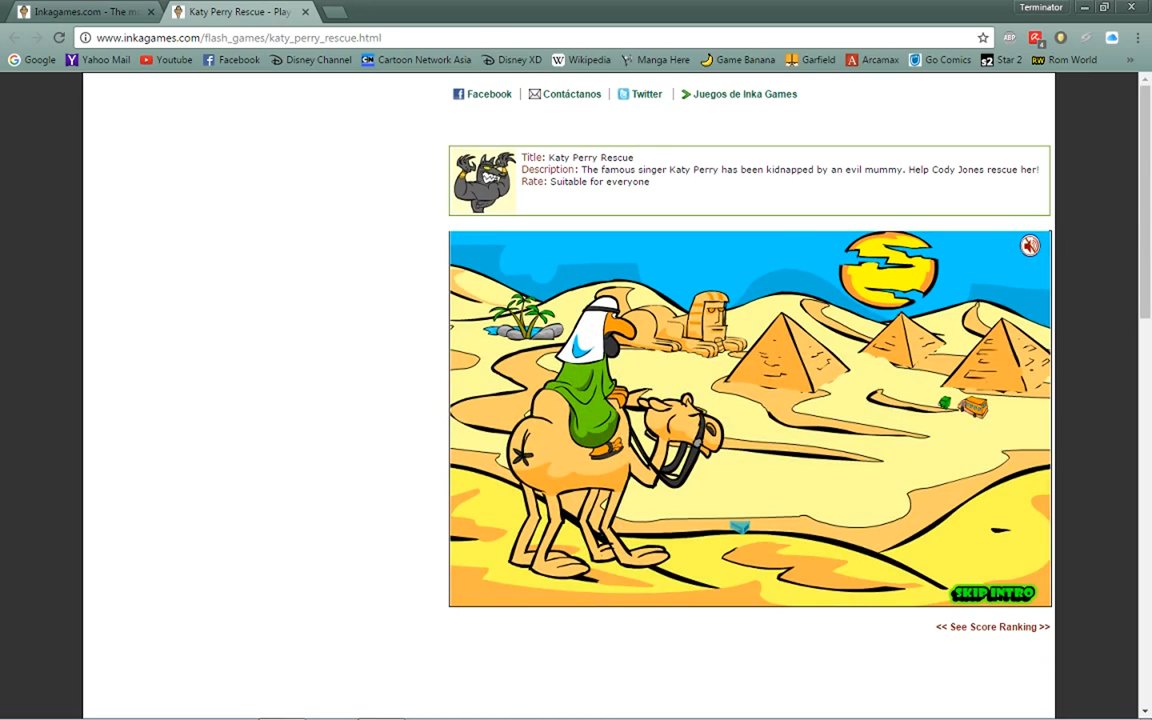 Inkagames.com - The m
Katy Perry Rescue - Play
Terminator
www.inkagames.com/flash_games/katy_perry_rescue.html
ABP
4
Google
Yahoo Mail
Youtube
Facebook
Disney Channel
Cartoon Network Asia
Disney XD
Wikipedia
Manga Here
Game Banana
Garfield
Arcamax
Go Comics
Star 2
Rom World
Facebook | Contáctanos | Twitter | Juegos de Inka Games
Title: Katy Perry Rescue
Description: The famous singer Katy Perry has been kidnapped by an evil mummy. Help Cody Jones rescue her!
Rate: Suitable for everyone
SKIP INTRO
<< See Score Ranking >>